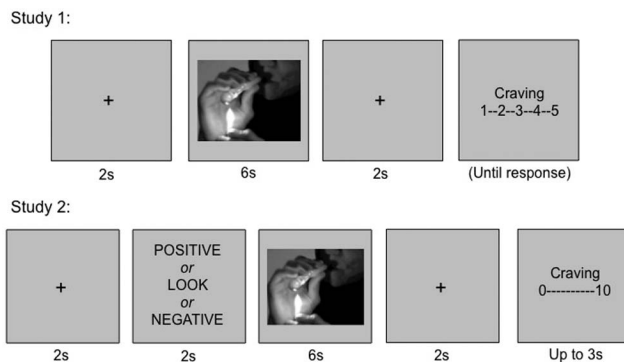 Study 1:
+
+
Craving
1--2--3--4--5
2s
6s
2s
(Until response)
Study 2:
+
POSITIVE
or
LOOK
or
NEGATIVE
+
Craving
0----------10
2s
2s
6s
2s
Up to 3s